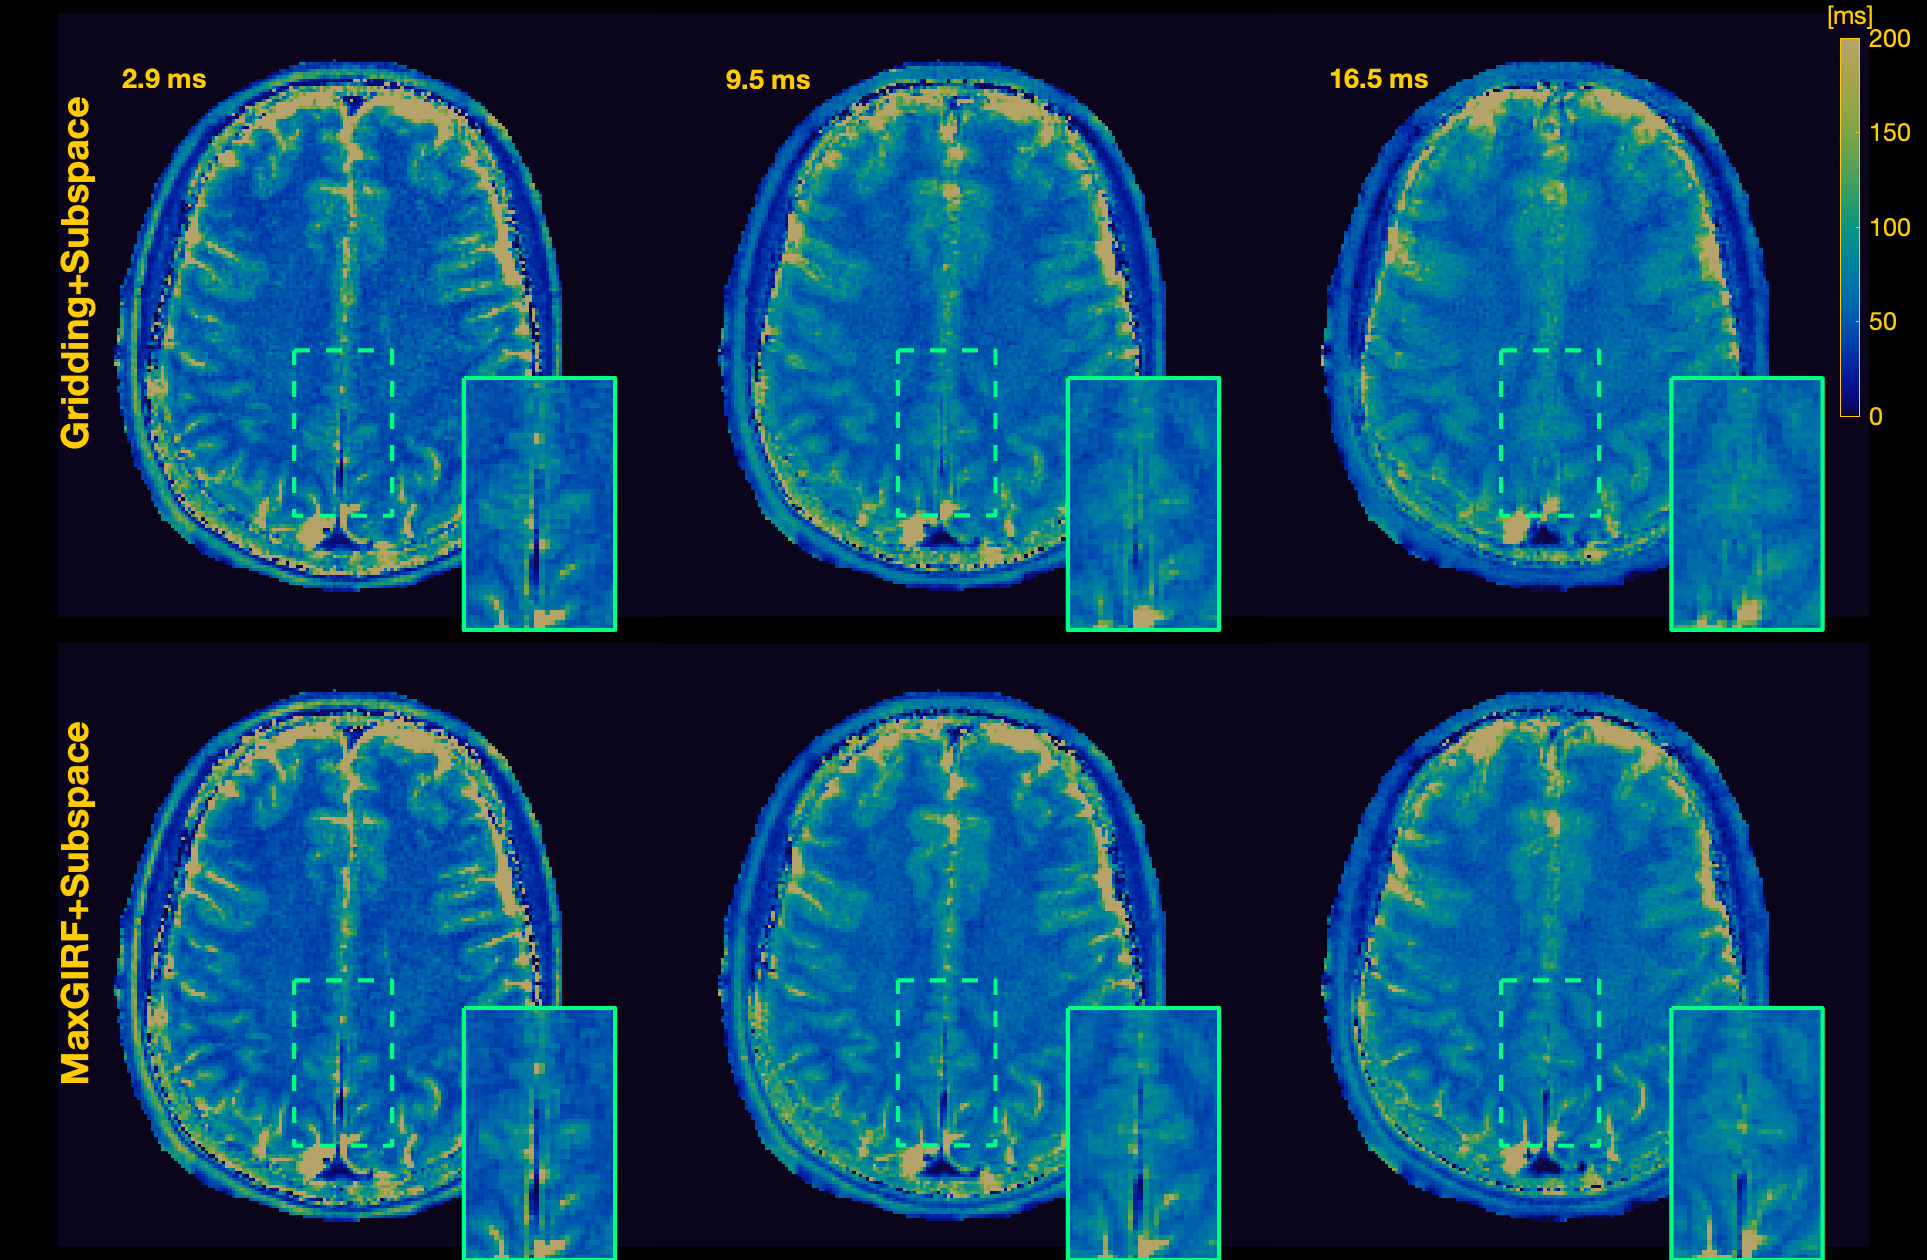 [ms]
2.9 ms
9.5 ms
16.5 ms
200
150
100
50
0
Gridding+Subspace
MaxGIRF+Subspace